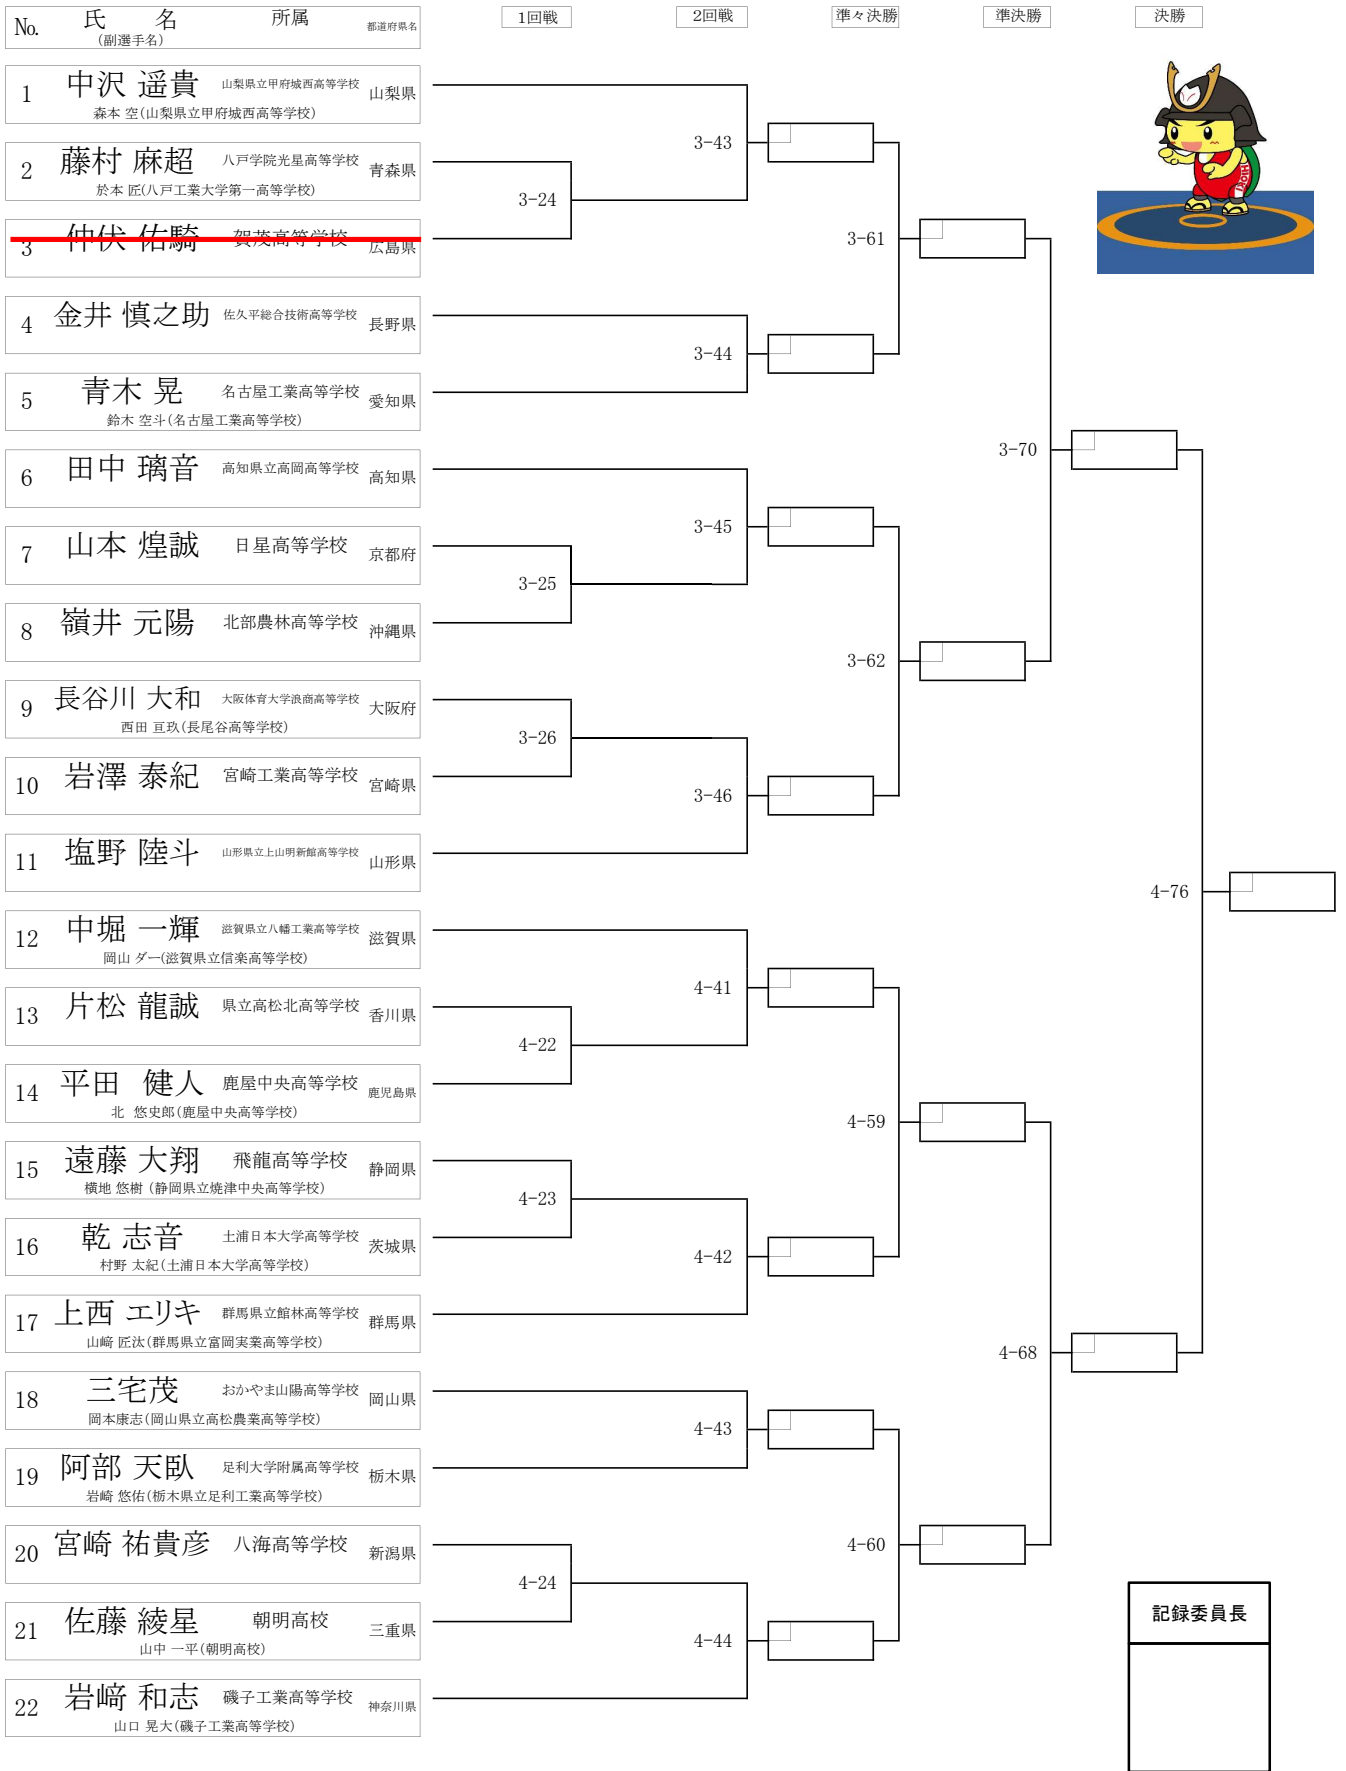 No. 氏 名 所属 都道府県名 1回戦 2回戦 準々決勝 準決勝 決勝
(副選手名)
1 中沢 遥貴 山梨県立甲府城西高等学校 山梨県
森本 空(山梨県立甲府城西高等学校)
3-43
2 藤村 麻超 八戸学院光星高等学校 青森県
於本 匠(八戸工業大学第一高等学校)
HIOKI
3-24
3 仲伏 佑騎 賀茂高等学校 広島県
3-61
4 金井 慎之助 佐久平総合技術高等学校 長野県
3-44
5 青木 晃 名古屋工業高等学校 愛知県
鈴木 空斗(名古屋工業高等学校)
3-70
6 田中 璃音 高知県立高岡高等学校 高知県
3-45
7 山本 煌誠 日星高等学校 京都府
3-25
8 嶺井 元陽 北部農林高等学校 沖縄県
3-62
9 長谷川 大和 大阪体育大学浪商高等学校 大阪府
西田 亘玖(長尾谷高等学校)
3-26
10 岩澤 泰紀 宮崎工業高等学校 宮崎県
3-46
11 塩野 陸斗 山形県立上山明新館高等学校 山形県
4-76
12 中堀 一輝 滋賀県立八幡工業高等学校 滋賀県
岡山 ダー(滋賀県立信楽高等学校)
4-41
13 片松 龍誠 県立高松北高等学校 香川県
4-22
14 平田 健人 鹿屋中央高等学校 鹿児島県
北 悠史郎(鹿屋中央高等学校)
4-59
15 遠藤 大翔 飛龍高等学校 静岡県
横地 悠樹 (静岡県立焼津中央高等学校)
4-23
16 乾 志音 土浦日本大学高等学校 茨城県
村野 太紀(土浦日本大学高等学校)
4-42
17 上西 エリキ 群馬県立館林高等学校 群馬県
山﨑 匠汰(群馬県立富岡実業高等学校)
4-68
18 三宅茂 おかやま山陽高等学校 岡山県
岡本康志(岡山県立高松農業高等学校)
4-43
19 阿部 天臥 足利大学附属高等学校 栃木県
岩崎 悠佑(栃木県立足利工業高等学校)
20 宮崎 祐貴彦 八海高等学校 新潟県
4-60
4-24
21 佐藤 綾星 朝明高校 三重県
山中 一平(朝明高校)
記録委員長
4-44
22 岩﨑 和志 磯子工業高等学校 神奈川県
山口 晃大(磯子工業高等学校)